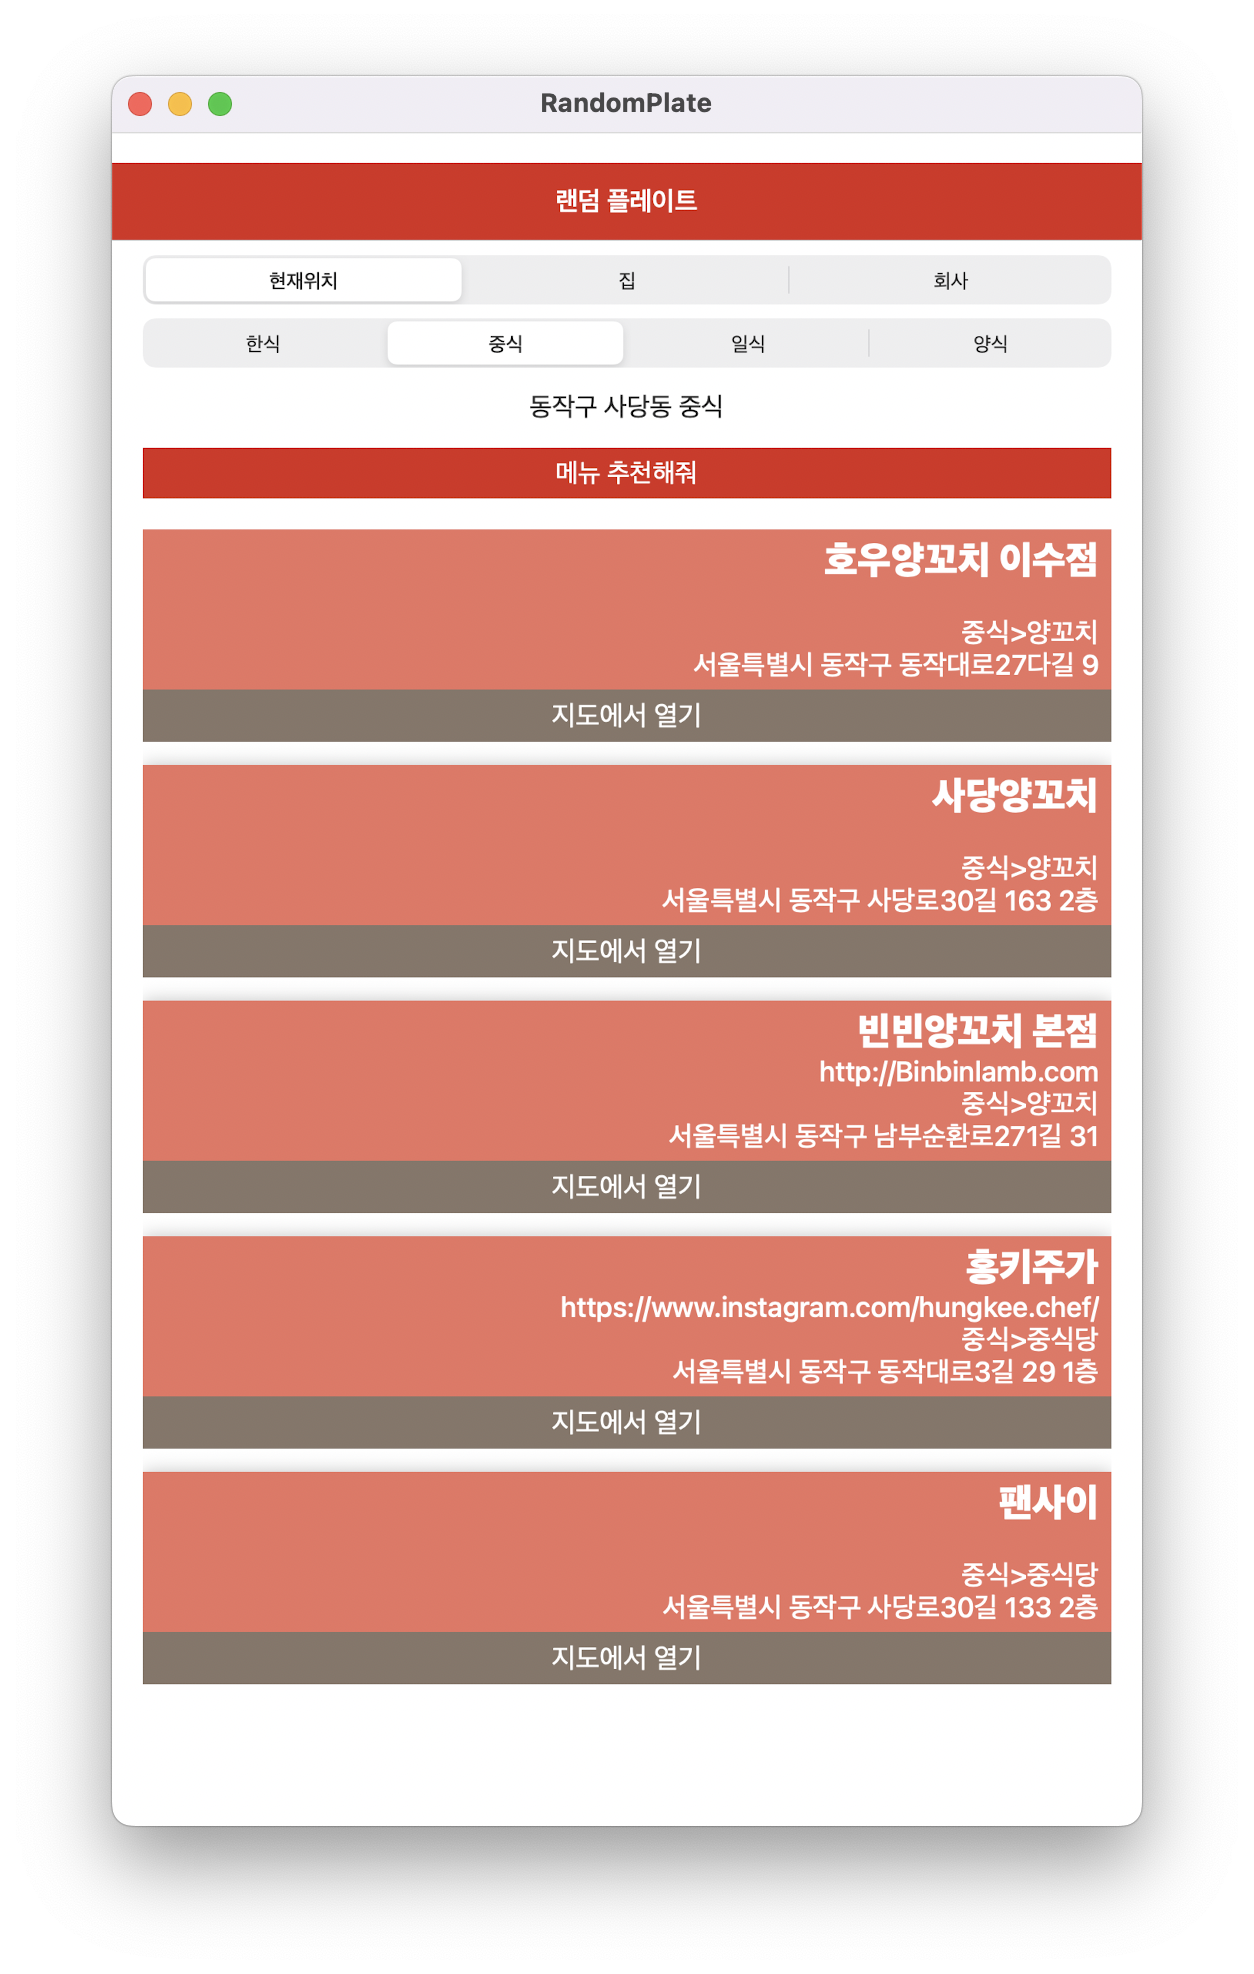 RandomPlate
랜덤 플레이트
현재위치 집 회사
한식 중식 일식 양식
동작구 사당동 중식
메뉴 추천해줘
호우양꼬치 이수점
중식>양꼬치
서울특별시 동작구 동작대로27다길 9
지도에서 열기
사당양꼬치
중식>양꼬치
서울특별시 동작구 사당로30길 163 2층
지도에서 열기
빈빈양꼬치 본점
http://Binbinlamb.com
중식>양꼬치
서울특별시 동작구 남부순환로271길 31
지도에서 열기
홍키주가
https://www.instagram.com/hungkee.chef/
중식>중식당
서울특별시 동작구 동작대로3길 29 1층
지도에서 열기
팬사이
중식>중식당
서울특별시 동작구 사당로30길 133 2층
지도에서 열기